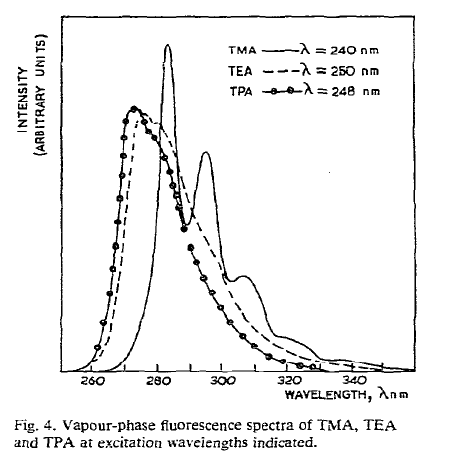 INTENSITY
(ARBITRARY UNITS)
TMA λ = 240 nm
TEA λ = 250 nm
TPA λ = 248 nm
260 280 300 320 340
WAVELENGTH, λnm
Fig. 4. Vapour-phase fluorescence spectra of TMA, TEA
and TPA at excitation wavelengths indicated.